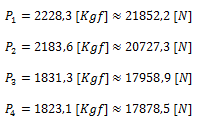 P₁ = 2228,3 [Kgf] ≈ 21852,2 [N]
P₂ = 2183,6 [Kgf] ≈ 20727,3 [N]
P₃ = 1831,3 [Kgf] ≈ 17958,9 [N]
P₄ = 1823,1 [Kgf] ≈ 17878,5 [N]